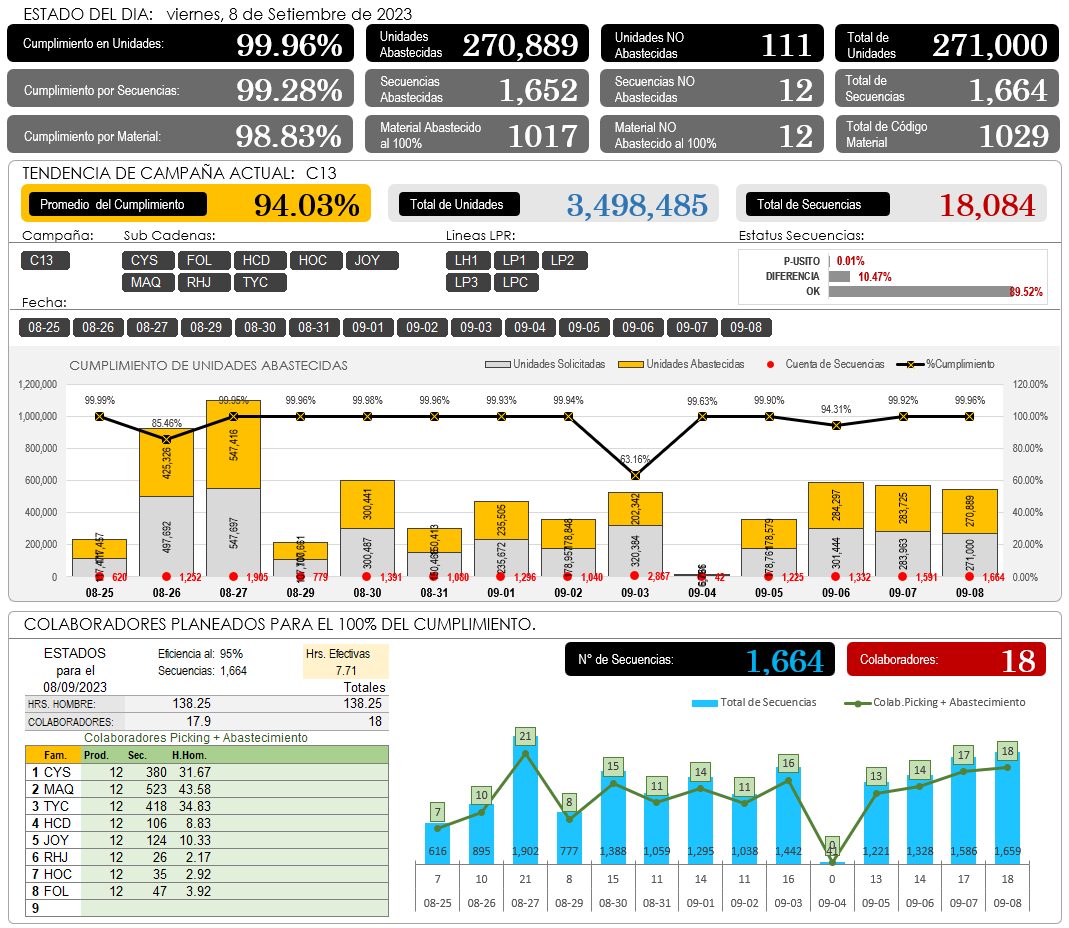 ESTADO DEL DIA: viernes, 8 de Setiembre de 2023
Cumplimiento en Unidades: 99.96%
Unidades Abastecidas 270,889
Unidades NO Abastecidas 111
Total de Unidades 271,000
Cumplimiento por Secuencias: 99.28%
Secuencias Abastecidas 1,652
Secuencias NO Abastecidas 12
Total de Secuencias 1,664
Cumplimiento por Material: 98.83%
Material Abastecido al 100% 1017
Material NO Abastecido al 100% 12
Total de Código Material 1029
TENDENCIA DE CAMPAÑA ACTUAL: C13
Promedio del Cumplimiento 94.03%
Total de Unidades 3,498,485
Total de Secuencias 18,084
Campaña:
C13
Sub Cadenas:
CYS FOL HCD HOC JOY
MAQ RHJ TYC
Lineas LPR:
LH1 LP1 LP2
LP3 LPC
Estatus Secuencias:
P-USITO 0.01%
DIFERENCIA 10.47%
OK 89.52%
Fecha:
08-25 08-26 08-27 08-29 08-30 08-31 09-01 09-02 09-03 09-04 09-05 09-06 09-07 09-08
CUMPLIMIENTO DE UNIDADES ABASTECIDAS
Unidades Solicitadas Unidades Abastecidas Cuenta de Secuencias %Cumplimiento
1,200,000 120.00%
1,000,000 100.00%
800,000 80.00%
600,000 60.00%
400,000 40.00%
200,000 20.00%
0 0.00%
99.99% 85.46% 99.95% 99.96% 99.98% 99.96% 99.93% 99.94% 63.16% 99.63% 99.90% 94.31% 99.92% 99.96%
425,326 547,416 300,441 235,505 178,848 202,342 178,579 284,297 283,725 270,889
497,692 547,697 300,487 235,672 320,384 301,444 283,963 271,000
620 1,252 1,905 779 1,391 1,080 1,296 1,040 2,867 42 1,225 1,332 1,591 1,664
08-25 08-26 08-27 08-29 08-30 08-31 09-01 09-02 09-03 09-04 09-05 09-06 09-07 09-08
COLABORADORES PLANEADOS PARA EL 100% DEL CUMPLIMIENTO.
ESTADOS
para el
08/09/2023
Eficiencia al: 95%
Secuencias: 1,664
Hrs. Efectivas
7.71
Totales
HRS. HOMBRE: 138.25 138.25
COLABORADORES: 17.9 18
Colaboradores Picking + Abastecimiento
Fam. Prod. Sec. H.Hom.
1 CYS 12 380 31.67
2 MAQ 12 523 43.58
3 TYC 12 418 34.83
4 HCD 12 106 8.83
5 JOY 12 124 10.33
6 RHJ 12 26 2.17
7 HOC 12 35 2.92
8 FOL 12 47 3.92
9
N° de Secuencias: 1,664
Colaboradores: 18
Total de Secuencias Colab.Picking + Abastecimiento
7 10 21 8 15 11 14 11 16 0 13 14 17 18
616 895 1,902 777 1,388 1,059 1,295 1,038 1,442 41 1,221 1,328 1,586 1,659
7 10 21 8 15 11 14 11 16 0 13 14 17 18
08-25 08-26 08-27 08-29 08-30 08-31 09-01 09-02 09-03 09-04 09-05 09-06 09-07 09-08